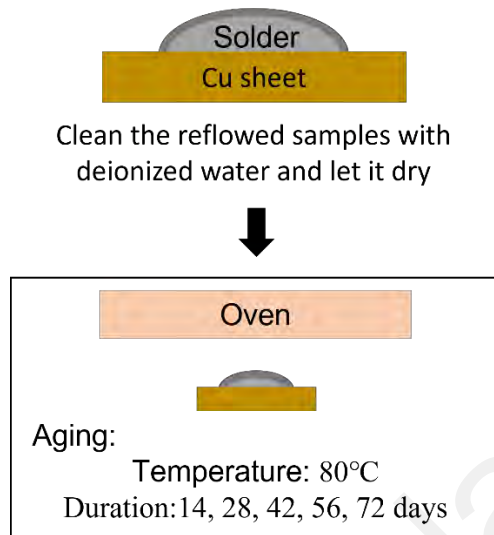 Solder
Cu sheet
Clean the reflowed samples with
deionized water and let it dry
Oven
Aging:
Temperature: 80°C
Duration:14, 28, 42, 56, 72 days